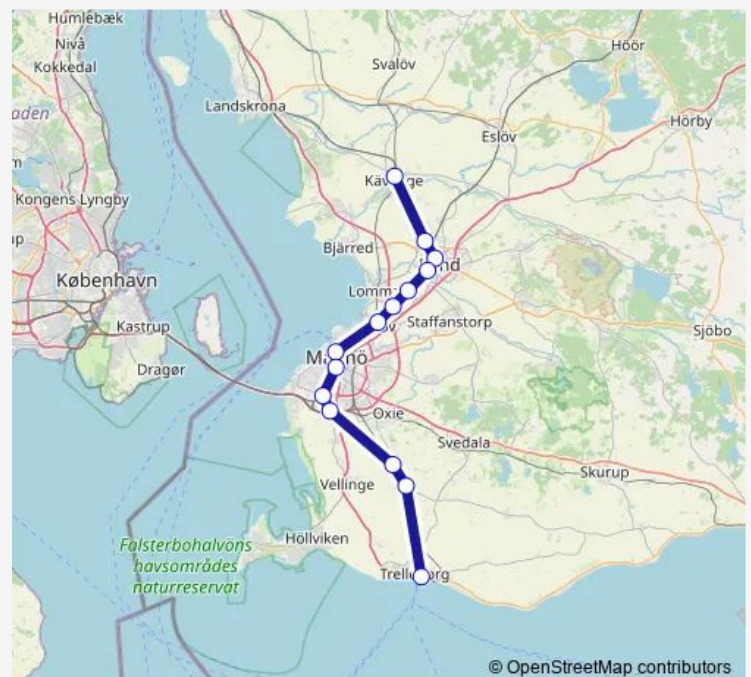 Humlebæk
Nivå
Kokkedal
Höör
Svalöv
Landskrona
Hörby
Eslöv
Kongens Lyngby
Bjärred
København
Lomma
Kastrup
Staffanstorp
Sjöbo
Dragør
Oxie
Svedala
Skurup
Vellinge
Höllviken
Falsterbohalvöns
havsområdes
naturreservat
© OpenStreetMap contributors